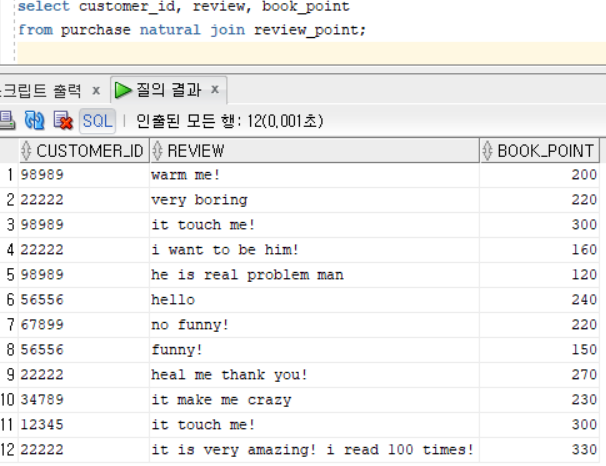 select customer_id, review, book_point
from purchase natural join review_point;
스크립트 출력 x 질의 결과 x
SQL | 인출된 모든 행: 12(0,001초)
CUSTOMER_ID REVIEW BOOK_POINT
1 98989 warm me! 200
2 22222 very boring 220
3 98989 it touch me! 300
4 22222 i want to be him! 160
5 98989 he is real problem man 120
6 56556 hello 240
7 67899 no funny! 220
8 56556 funny! 150
9 22222 heal me thank you! 270
10 34789 it make me crazy 230
11 12345 it touch me! 300
12 22222 it is very amazing! i read 100 times! 330